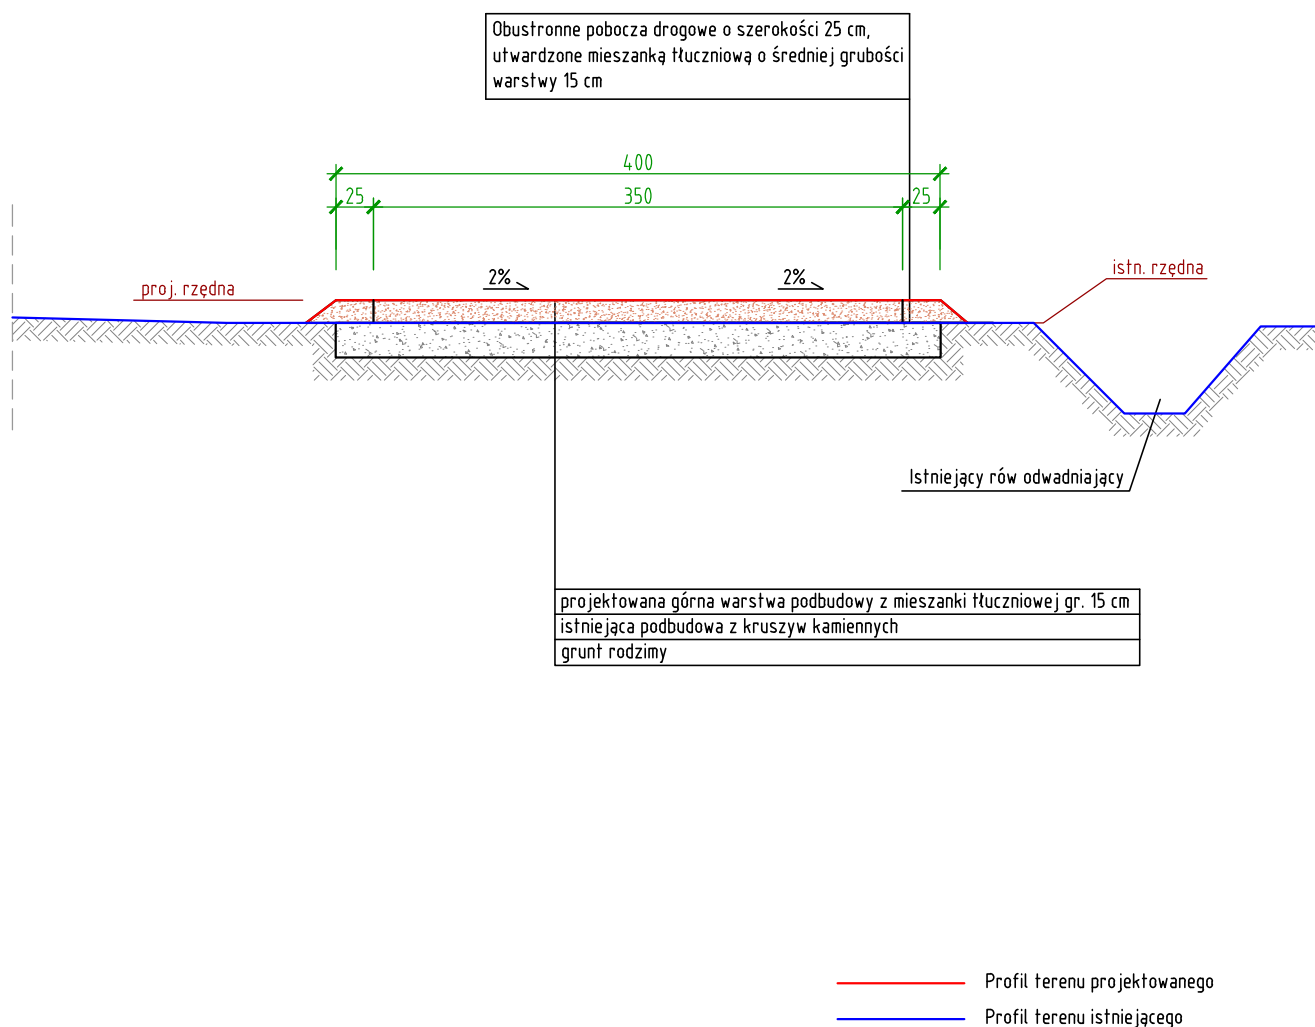 Obustronne pobocza drogowe o szerokości 25 cm,
utwardzone mieszanką tłuczniową o średniej grubości
warstwy 15 cm
400
25
350
25
2%
2%
proj. rzędna
istn. rzędna
Istniejący rów odwadniający
projektowana górna warstwa podbudowy z mieszanki tłuczniowej gr. 15 cm
istniejąca podbudowa z kruszyw kamiennych
grunt rodzimy
Profil terenu projektowanego
Profil terenu istniejącego